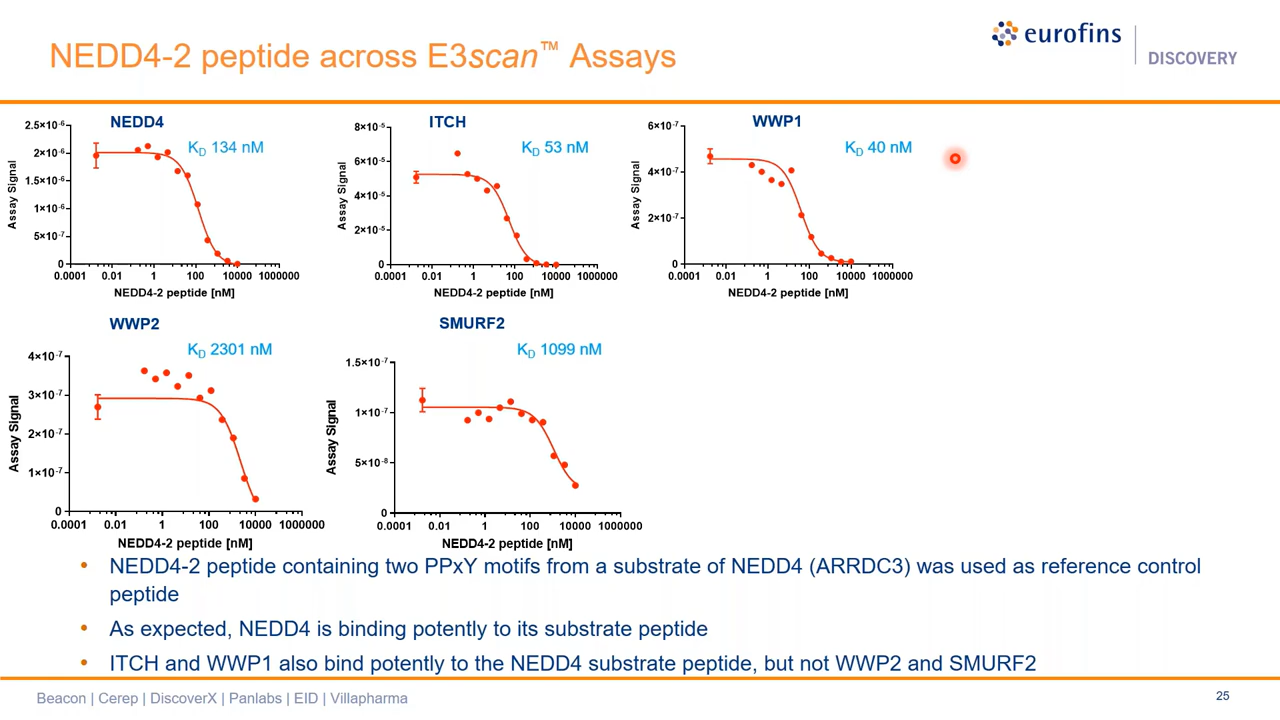 NEDD4-2 peptide across E3scan™ Assays
eurofins
DISCOVERY
NEDD4
K_D 134 nM
2.5×10⁻⁶
2×10⁻⁶
1.5×10⁻⁶
1×10⁻⁶
5×10⁻⁷
0
Assay Signal
0.0001 0.01 1 100 10000 1000000
NEDD4-2 peptide [nM]
ITCH
K_D 53 nM
8×10⁻⁵
6×10⁻⁵
4×10⁻⁵
2×10⁻⁵
0
Assay Signal
0.0001 0.01 1 100 10000 1000000
NEDD4-2 peptide [nM]
WWP1
K_D 40 nM
6×10⁻⁷
4×10⁻⁷
2×10⁻⁷
0
Assay Signal
0.0001 0.01 1 100 10000 1000000
NEDD4-2 peptide [nM]
WWP2
K_D 2301 nM
4×10⁻⁷
3×10⁻⁷
2×10⁻⁷
1×10⁻⁷
0
Assay Signal
0.0001 0.01 1 100 10000 1000000
NEDD4-2 peptide [nM]
SMURF2
K_D 1099 nM
1.5×10⁻⁷
1×10⁻⁷
5×10⁻⁸
0
Assay Signal
0.0001 0.01 1 100 10000 1000000
NEDD4-2 peptide [nM]
• NEDD4-2 peptide containing two PPxY motifs from a substrate of NEDD4 (ARRDC3) was used as reference control
peptide
• As expected, NEDD4 is binding potently to its substrate peptide
• ITCH and WWP1 also bind potently to the NEDD4 substrate peptide, but not WWP2 and SMURF2
Beacon | Cerep | DiscoverX | Panlabs | EID | Villapharma
25